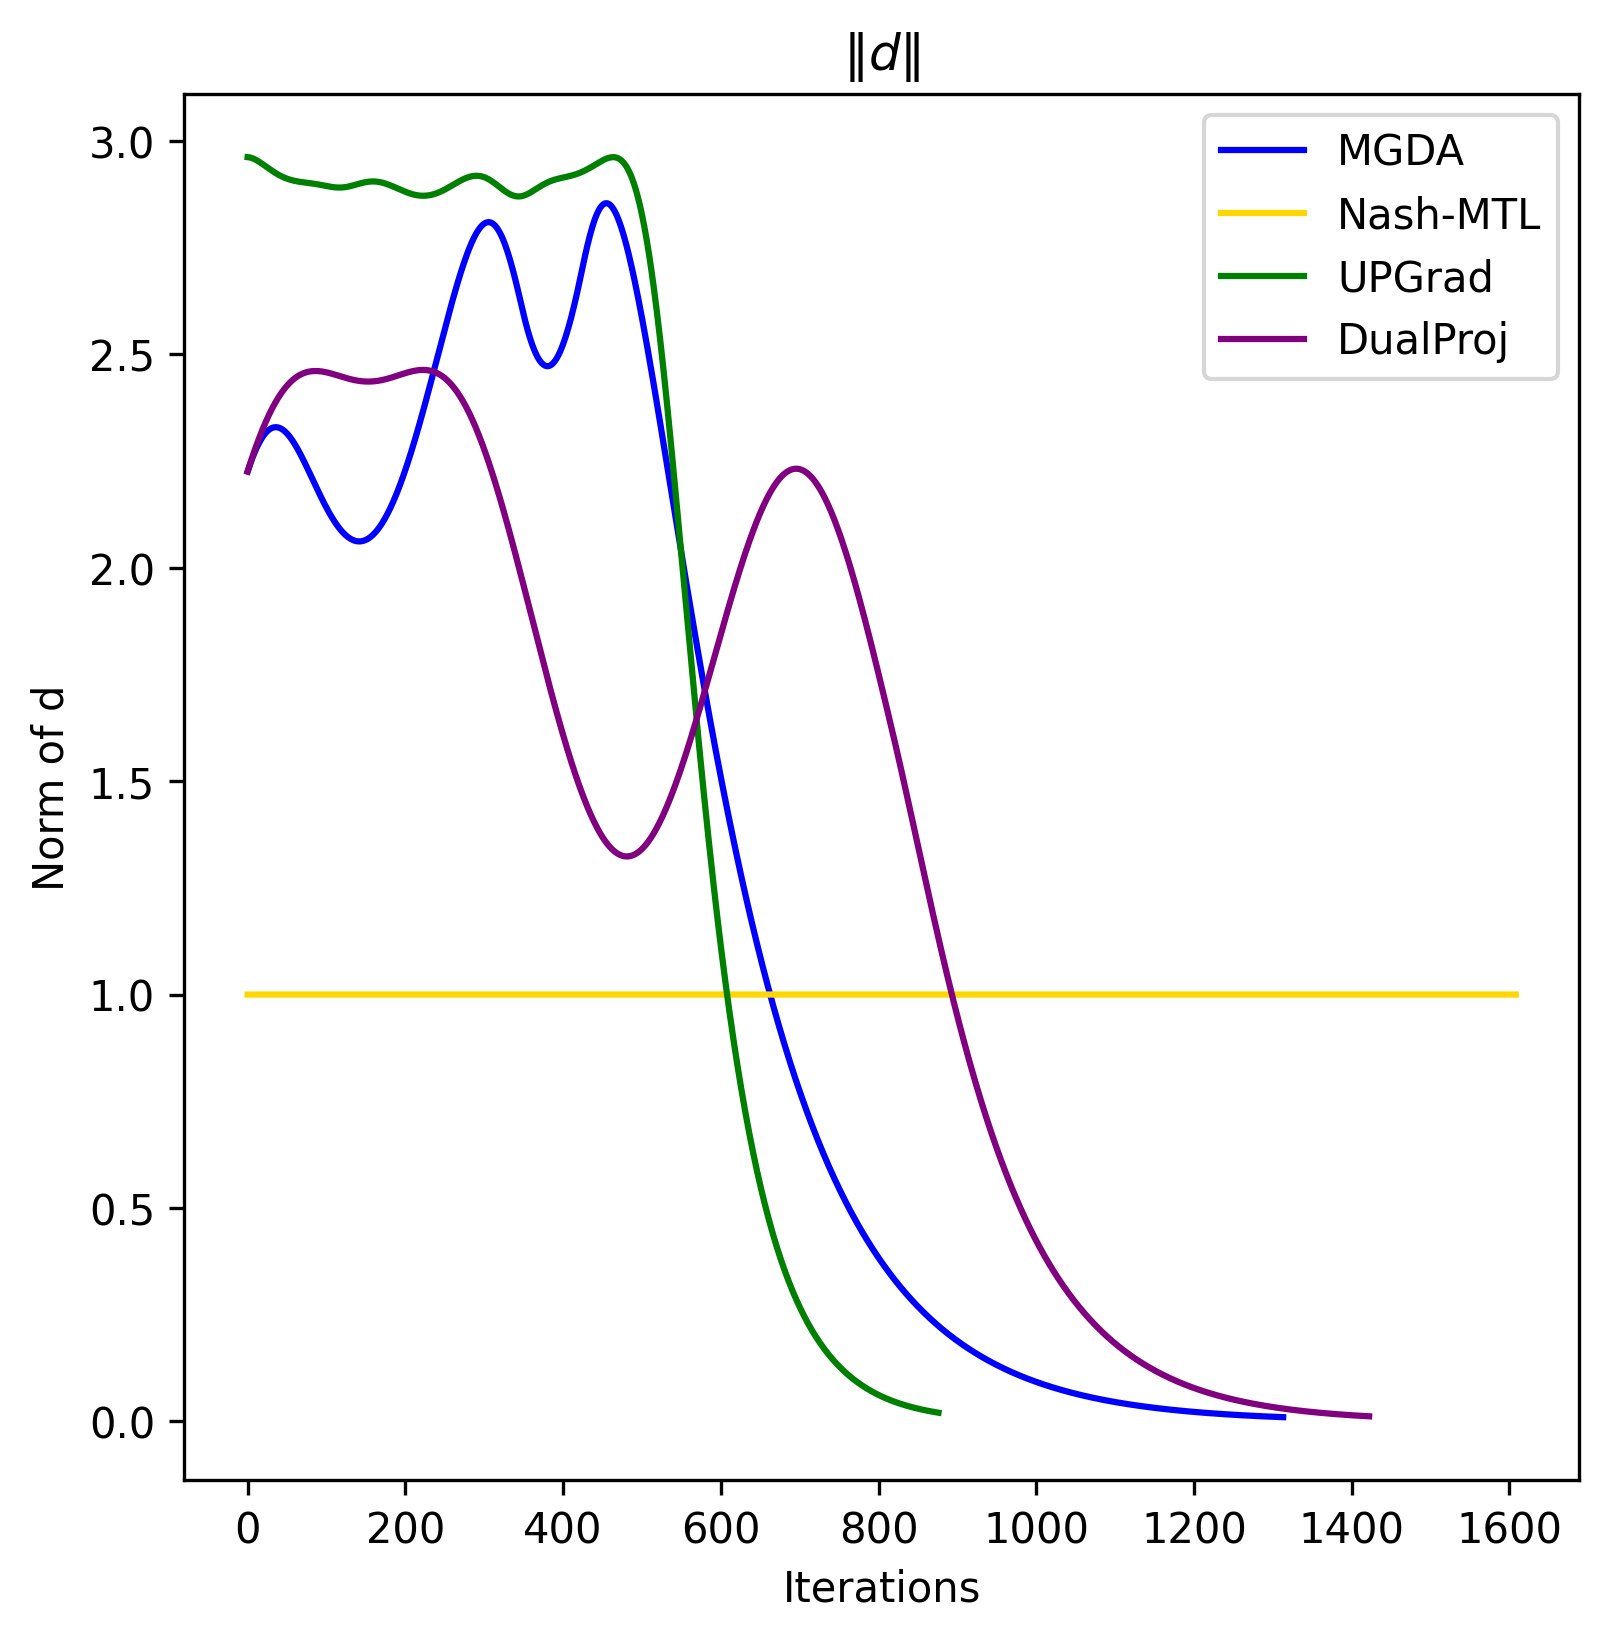 ‖d‖
3.0
2.5
2.0
1.5
1.0
0.5
0.0
Norm of d
MGDA
Nash-MTL
UPGrad
DualProj
0 200 400 600 800 1000 1200 1400 1600
Iterations